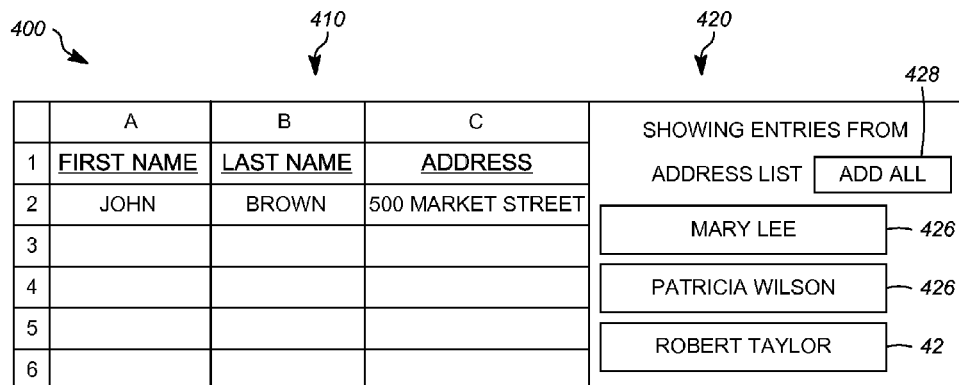 400 410 420
428
A B C SHOWING ENTRIES FROM
1 FIRST NAME LAST NAME ADDRESS ADDRESS LIST ADD ALL
2 JOHN BROWN 500 MARKET STREET
3 MARY LEE 426
4 PATRICIA WILSON 426
5 ROBERT TAYLOR 42
6